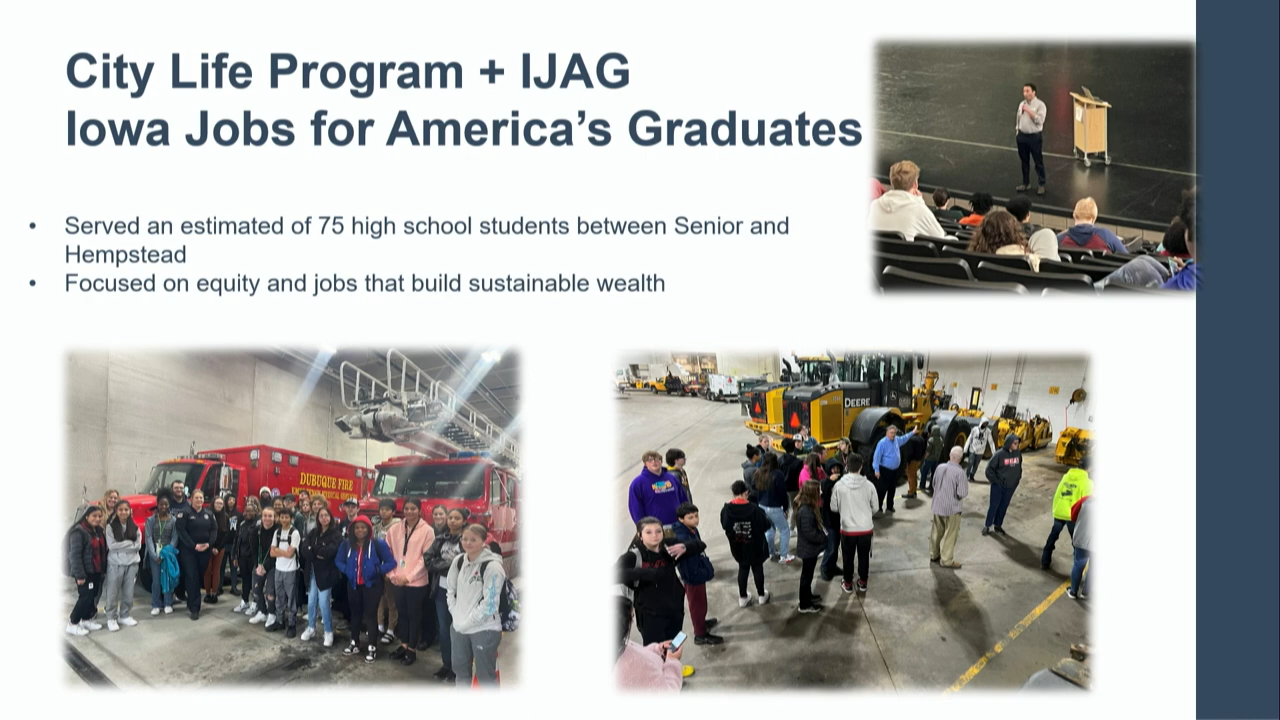 City Life Program + IJAG
Iowa Jobs for America's Graduates
• Served an estimated of 75 high school students between Senior and
Hempstead
• Focused on equity and jobs that build sustainable wealth
DUBUQUE FIRE
DEERE